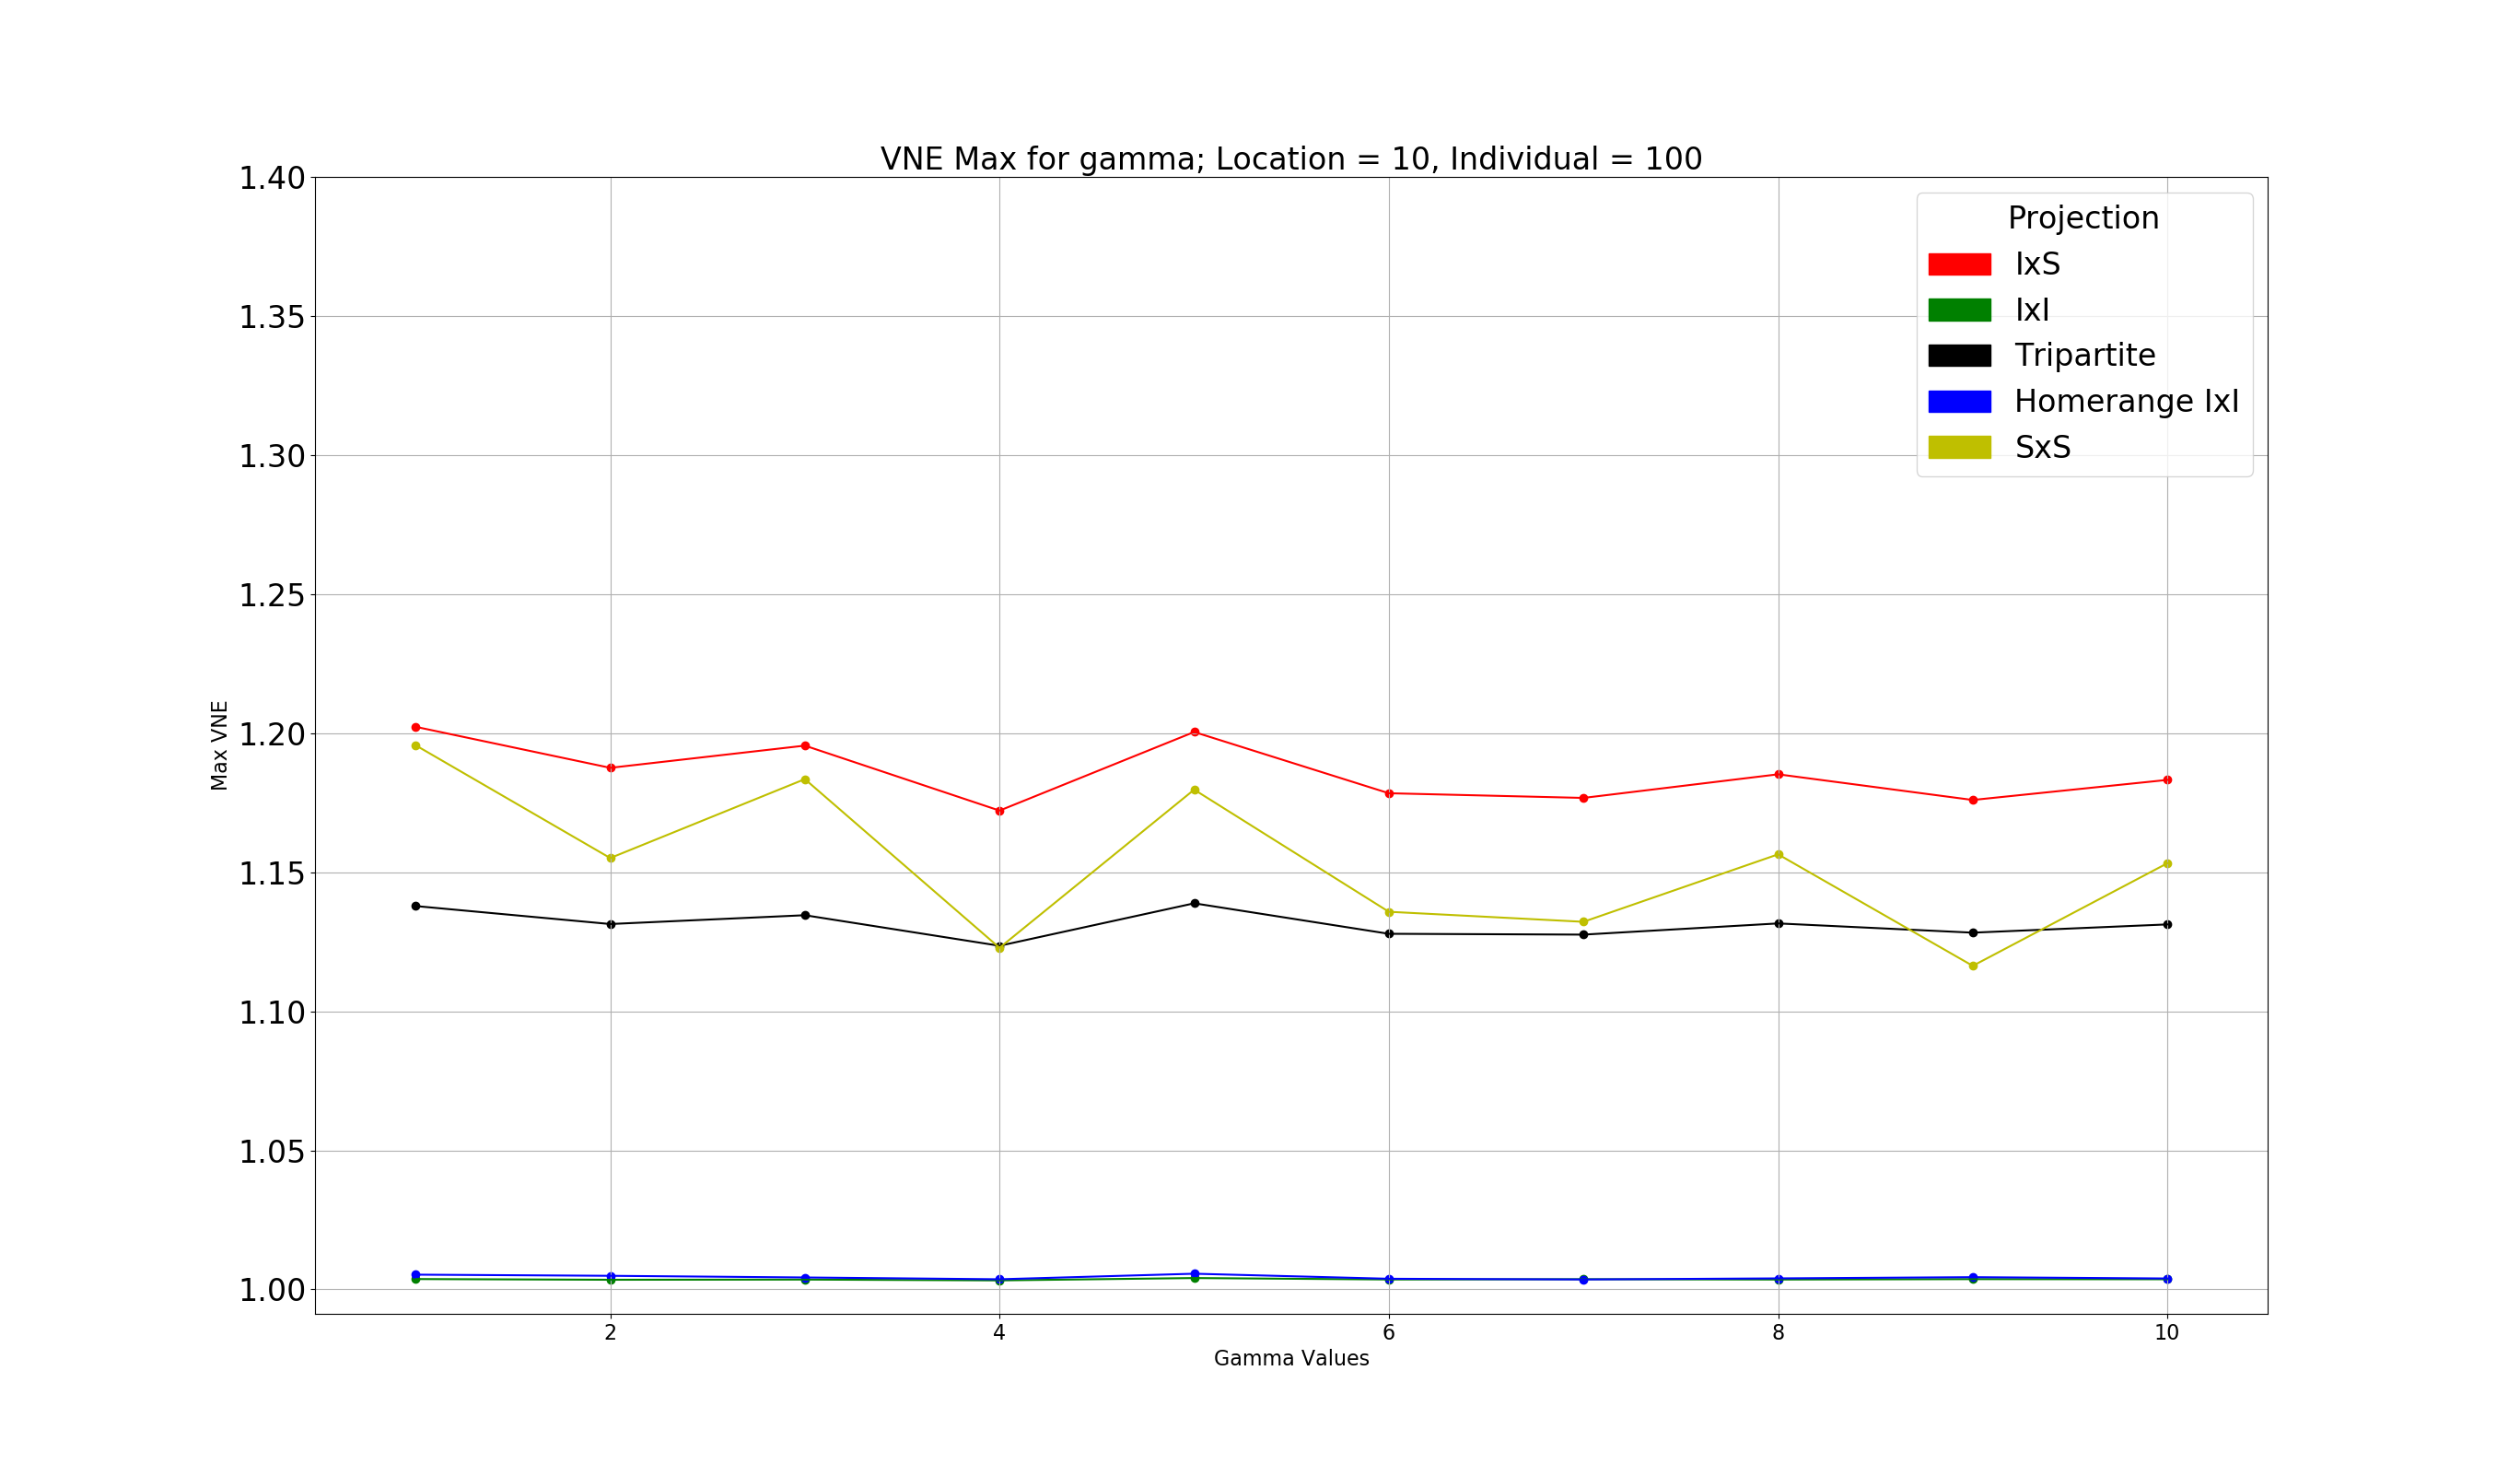 VNE Max for gamma; Location = 10, Individual = 100
1.40
1.35
1.30
1.25
1.20
1.15
1.10
1.05
1.00
Max VNE
Projection
IxS
IxI
Tripartite
Homerange IxI
SxS
2
4
6
8
10
Gamma Values